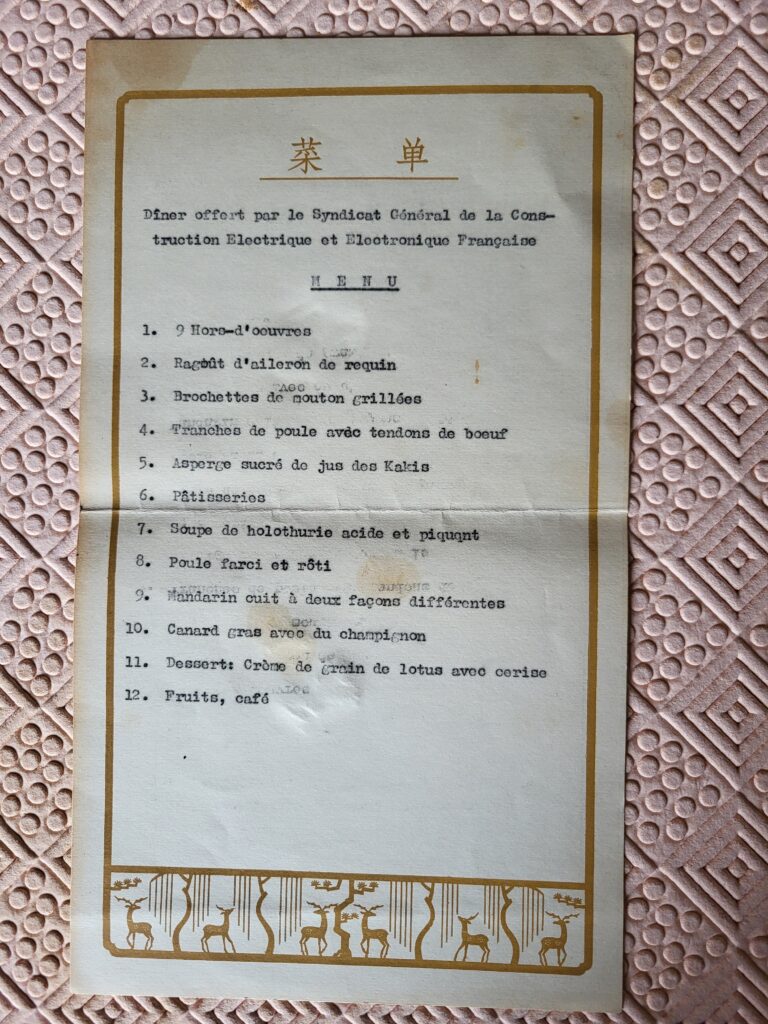 菜 单
Dîner offert par le Syndicat Général de la Cons-
truction Electrique et Electronique Française
M E N U
1. 9 Hors-d'oeuvres
2. Ragoût d'aileron de requin
3. Brochettes de mouton grillées
4. Tranches de poule avec tendons de boeuf
5. Asperge sucré de jus des Kakis
6. Pâtisseries
7. Soupe de holothurie acide et piquqnt
8. Poule farci et rôti
9. Mandarin cuit à deux façons différentes
10. Canard gras avec du champignon
11. Dessert: Crème de grain de lotus avec cerise
12. Fruits, café